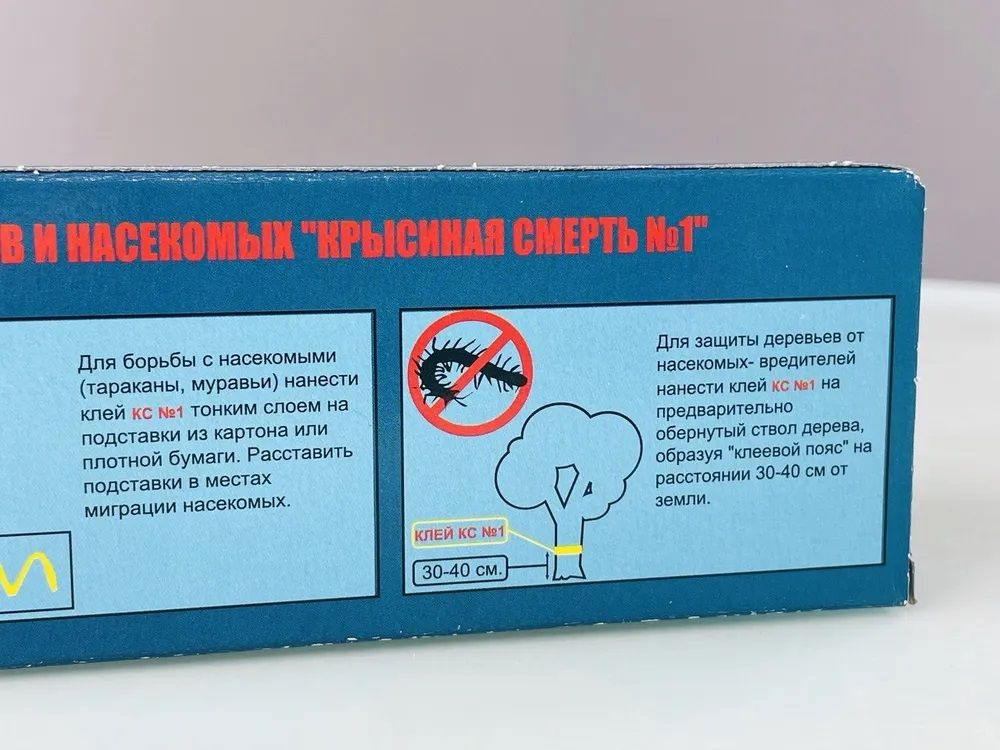 В И НАСЕКОМЫХ "КРЫСИНАЯ СМЕРТЬ №1"
Для борьбы с насекомыми
(тараканы, муравьи) нанести
клей КС №1 тонким слоем на
подставки из картона или
плотной бумаги. Расставить
подставки в местах
миграции насекомых.
Для защиты деревьев от
насекомых- вредителей
нанести клей КС №1 на
предварительно
обернутый ствол дерева,
образуя "клеевой пояс" на
расстоянии 30-40 см от
земли.
КЛЕЙ КС №1
30-40 см.